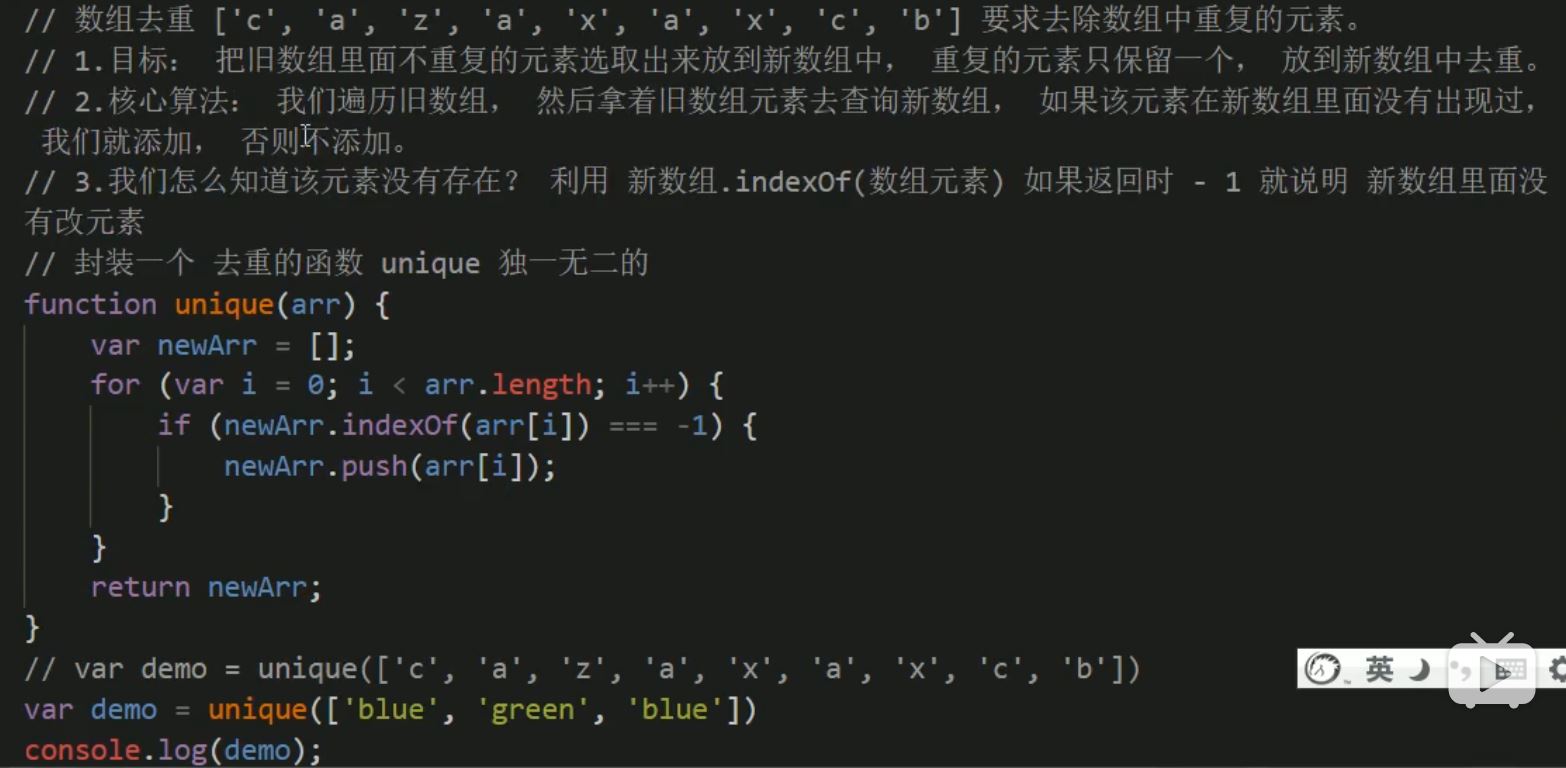 // 数组去重 ['c', 'a', 'z', 'a', 'x', 'a', 'x', 'c', 'b'] 要求去除数组中重复的元素。
// 1.目标： 把旧数组里面不重复的元素选取出来放到新数组中， 重复的元素只保留一个， 放到新数组中去重。
// 2.核心算法： 我们遍历旧数组， 然后拿着旧数组元素去查询新数组， 如果该元素在新数组里面没有出现过，
我们就添加， 否则不添加。
// 3.我们怎么知道该元素没有存在？ 利用 新数组.indexOf(数组元素) 如果返回时 - 1 就说明 新数组里面没
有改元素
// 封装一个 去重的函数 unique 独一无二的
function unique(arr) {
    var newArr = [];
    for (var i = 0; i < arr.length; i++) {
        if (newArr.indexOf(arr[i]) === -1) {
            newArr.push(arr[i]);
        }
    }
    return newArr;
}
// var demo = unique(['c', 'a', 'z', 'a', 'x', 'a', 'x', 'c', 'b'])
var demo = unique(['blue', 'green', 'blue'])
console.log(demo);
英